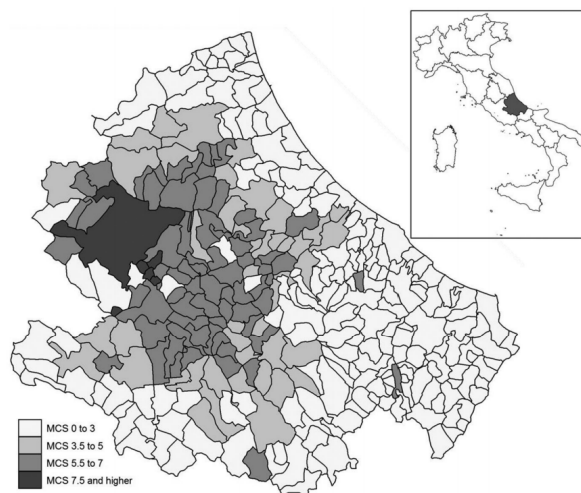 MCS 0 to 3
MCS 3.5 to 5
MCS 5.5 to 7
MCS 7.5 and higher